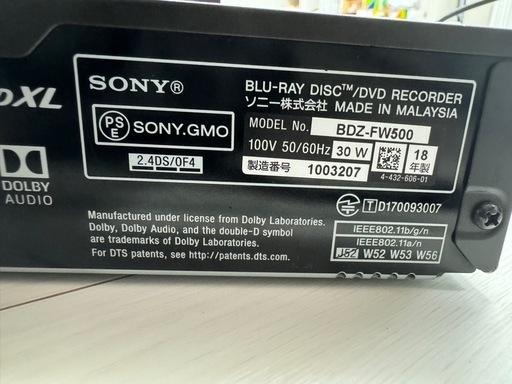 XL
SONY®
BLU-RAY DISC™/DVD RECORDER
ソニー株式会社 MADE IN MALAYSIA
PSE SONY.GMO
MODEL No. BDZ-FW500
100V 50/60Hz 30 W 18年製
2.4DS/OF4
製造番号 1003207
4-432-606-01
DOLBY
AUDIO
T D170093007
Manufactured under license from Dolby Laboratories.
Dolby, Dolby Audio, and the double-D symbol
are trademarks of Dolby Laboratories.
For DTS patents, see http://patents.dts.com.
IEEE802.11b/g/n
IEEE802.11a/n
J52 W52 W53 W56